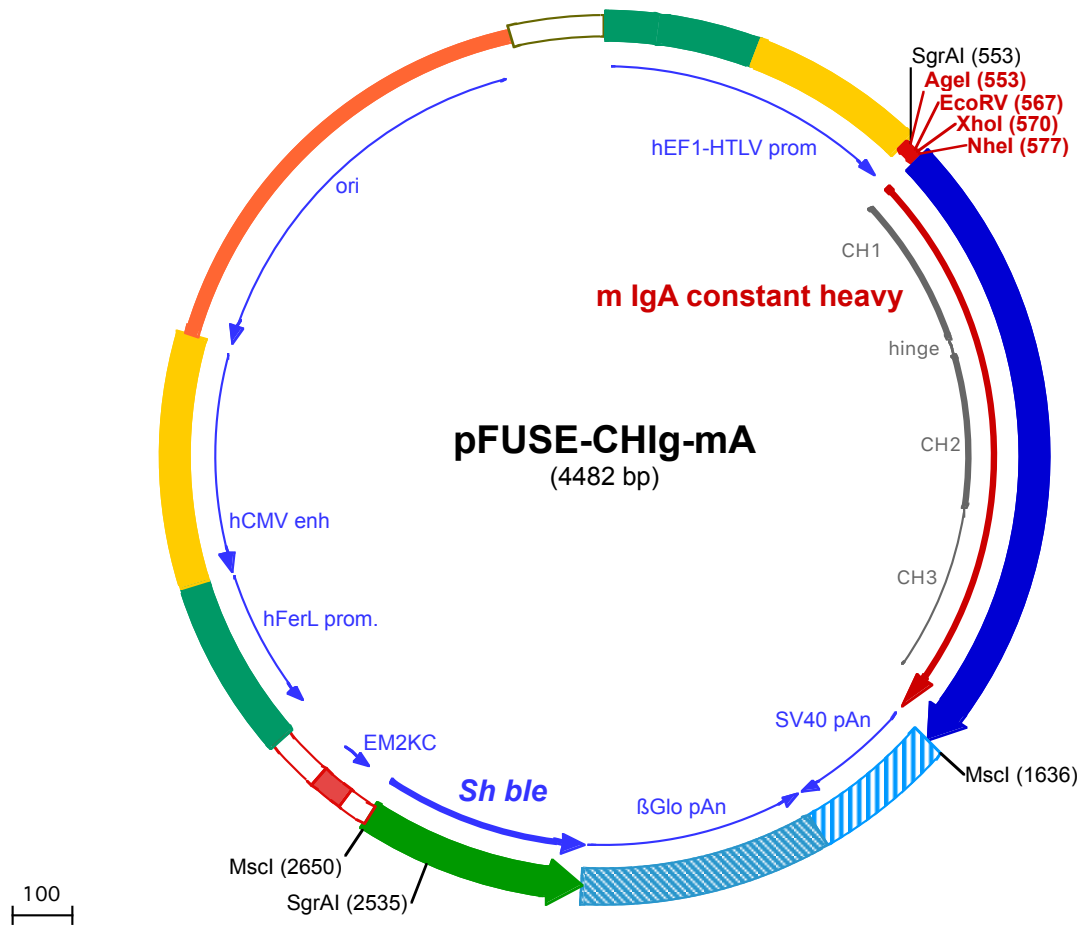 SgrAI (553)
AgeI (553)
EcoRV (567)
XhoI (570)
NheI (577)
hEF1-HTLV prom
ori
CH1
m IgA constant heavy
hinge
pFUSE-CHIg-mA
(4482 bp)
CH2
hCMV enh
CH3
hFerL prom.
SV40 pAn
EM2KC
MscI (1636)
Sh ble
ßGlo pAn
MscI (2650)
SgrAI (2535)
100